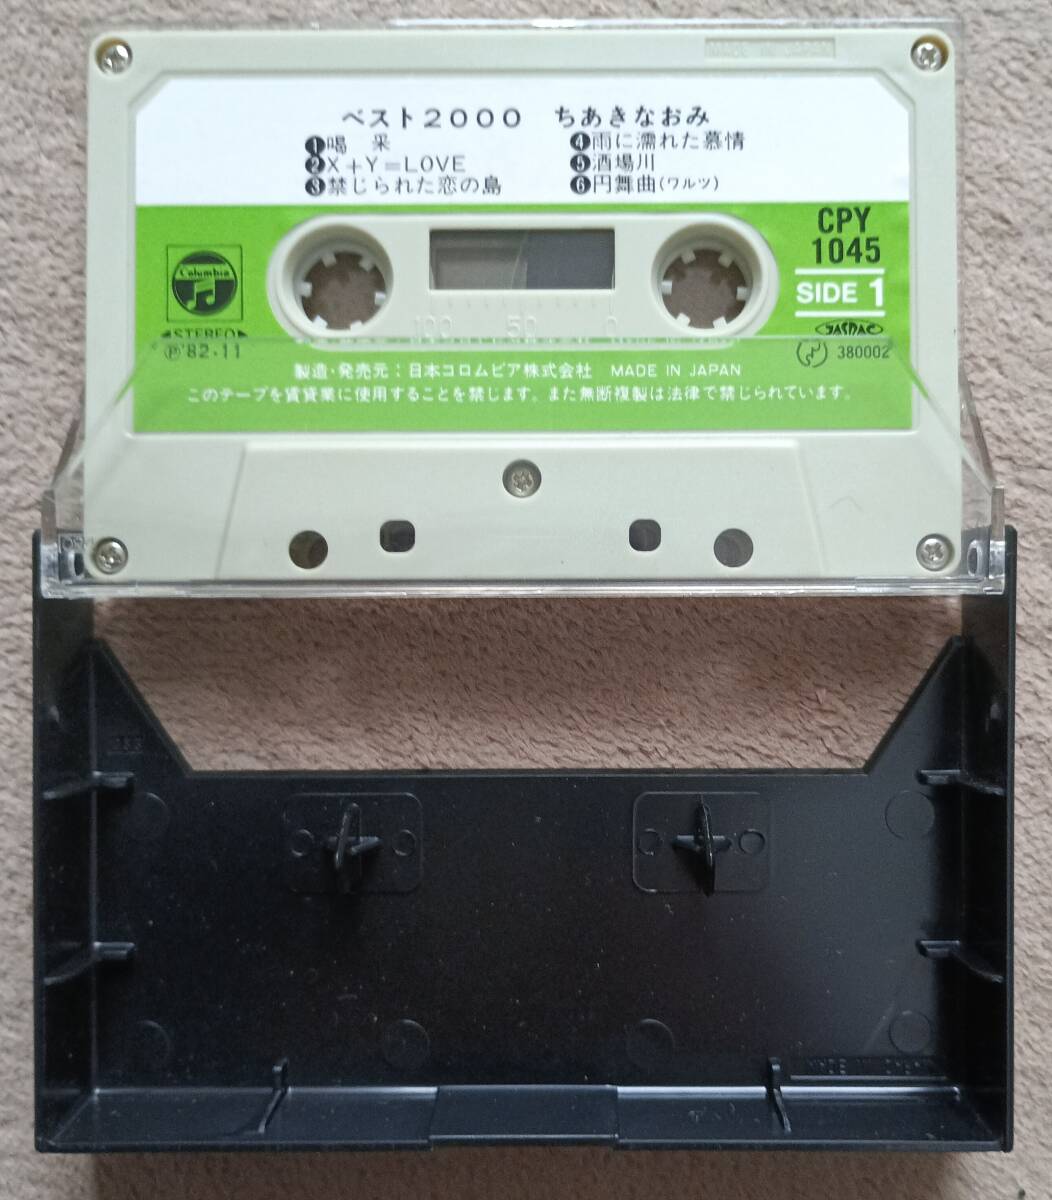 MADE IN JAPAN
ベスト2000 ちあきなおみ
❶喝 采
❷X+Y=LOVE
❸禁じられた恋の島
❹雨に濡れた慕情
❺酒場川
❻円舞曲(ワルツ)
CPY
1045
SIDE 1
Columbia
STEREO
℗'82・11
100 50 0
JASRAC
380002
製造・発売元:日本コロムビア株式会社 MADE IN JAPAN
このテープを賃貸業に使用することを禁じます。また無断複製は法律で禁じられています。